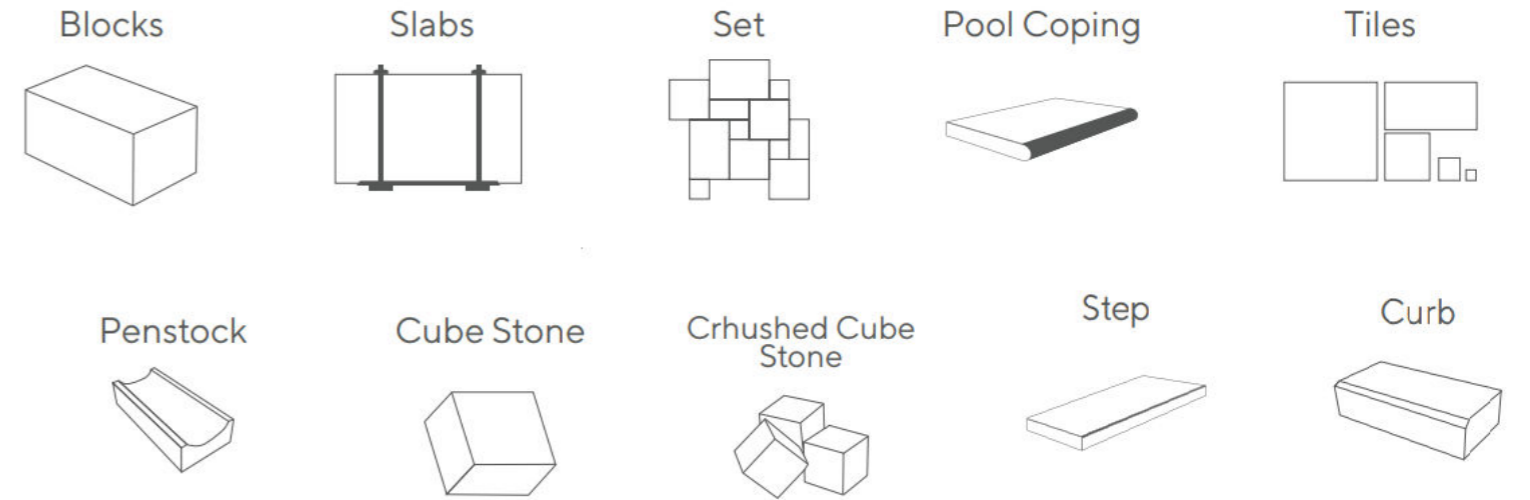 Blocks
Slabs
Set
Pool Coping
Tiles
Penstock
Cube Stone
Crhushed Cube
Stone
Step
Curb